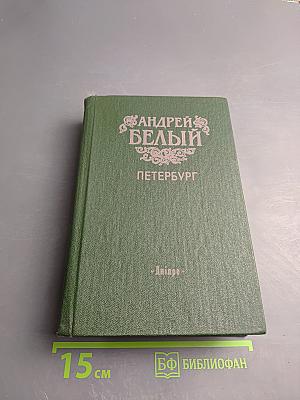 АНДРЕЙ
БЕЛЫЙ
ПЕТЕРБУРГ
«Дніпро»
15 см
БФ БИБЛИОФАН